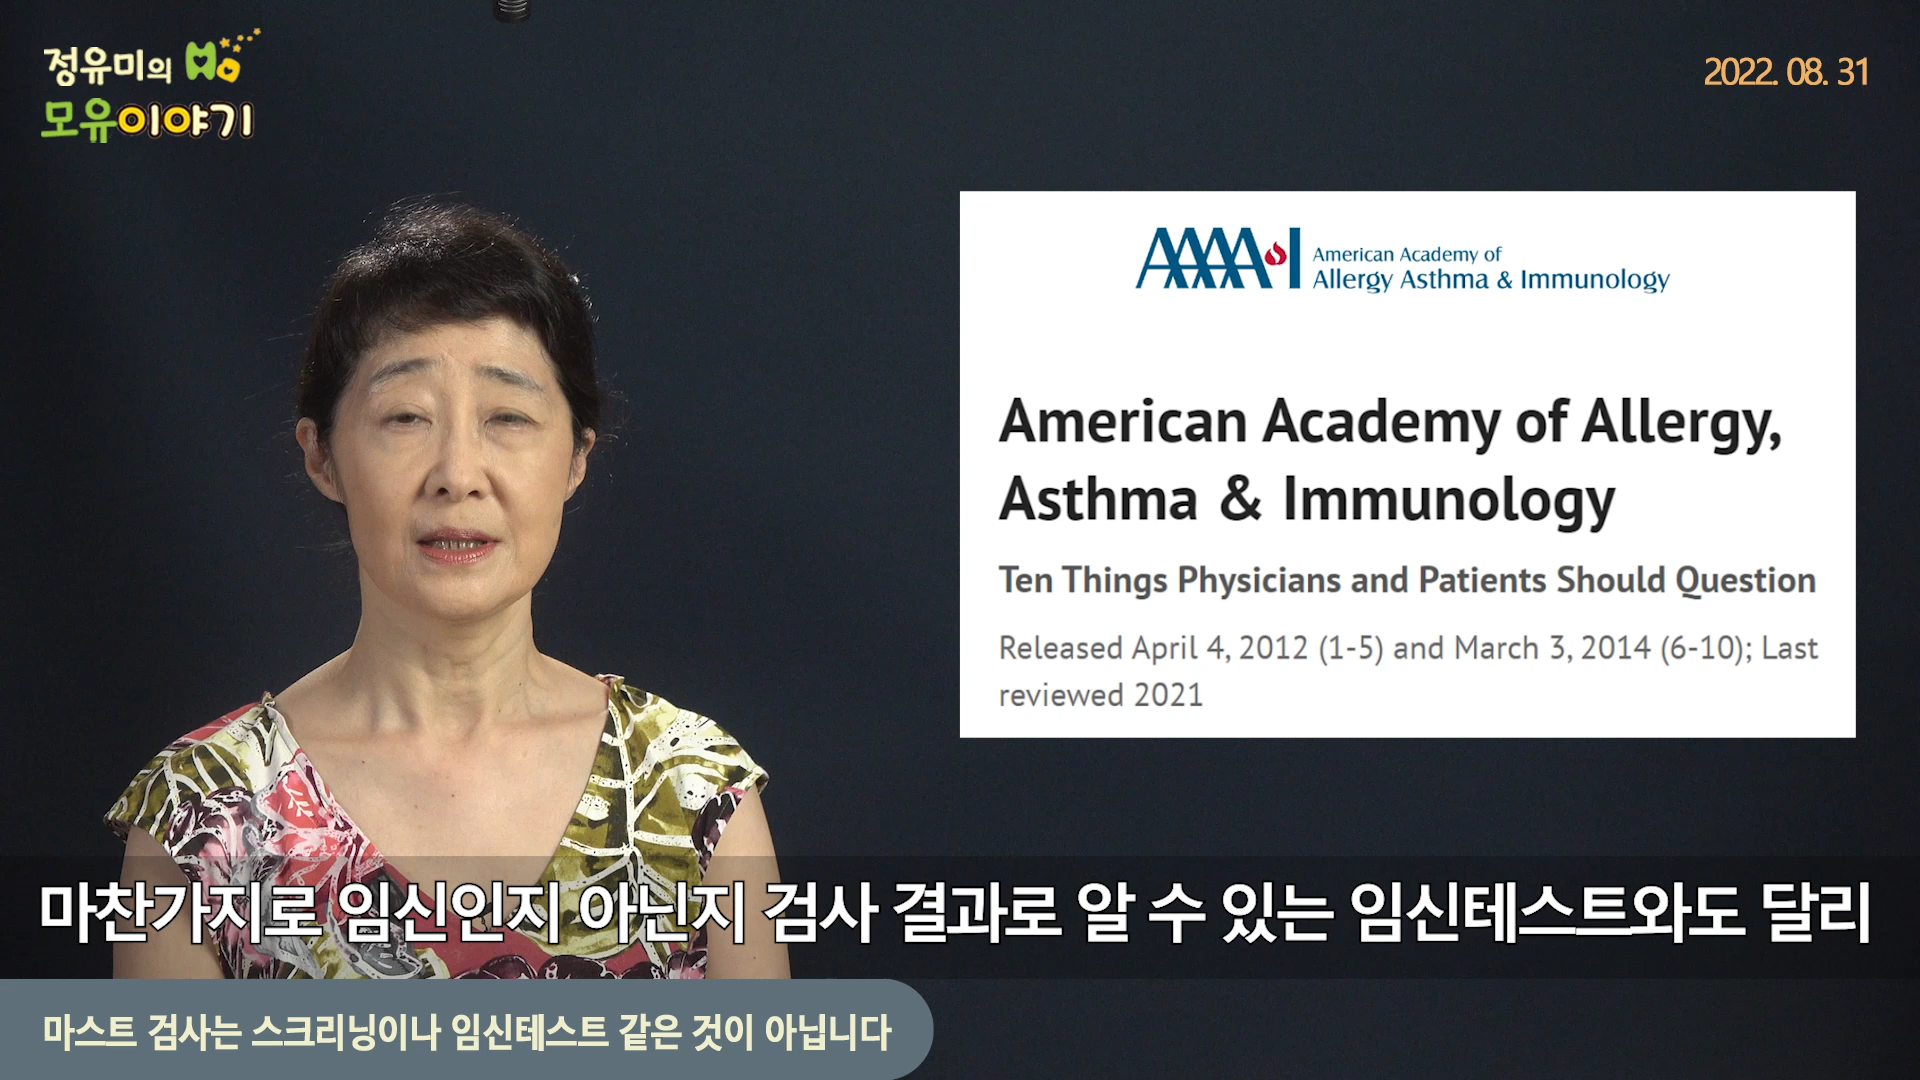 정유미의
모유이야기
2022. 08. 31
AAAAI American Academy of
Allergy Asthma & Immunology
American Academy of Allergy,
Asthma & Immunology
Ten Things Physicians and Patients Should Question
Released April 4, 2012 (1-5) and March 3, 2014 (6-10); Last
reviewed 2021
마찬가지로 임신인지 아닌지 검사 결과로 알 수 있는 임신테스트와도 달리
마스트 검사는 스크리닝이나 임신테스트 같은 것이 아닙니다